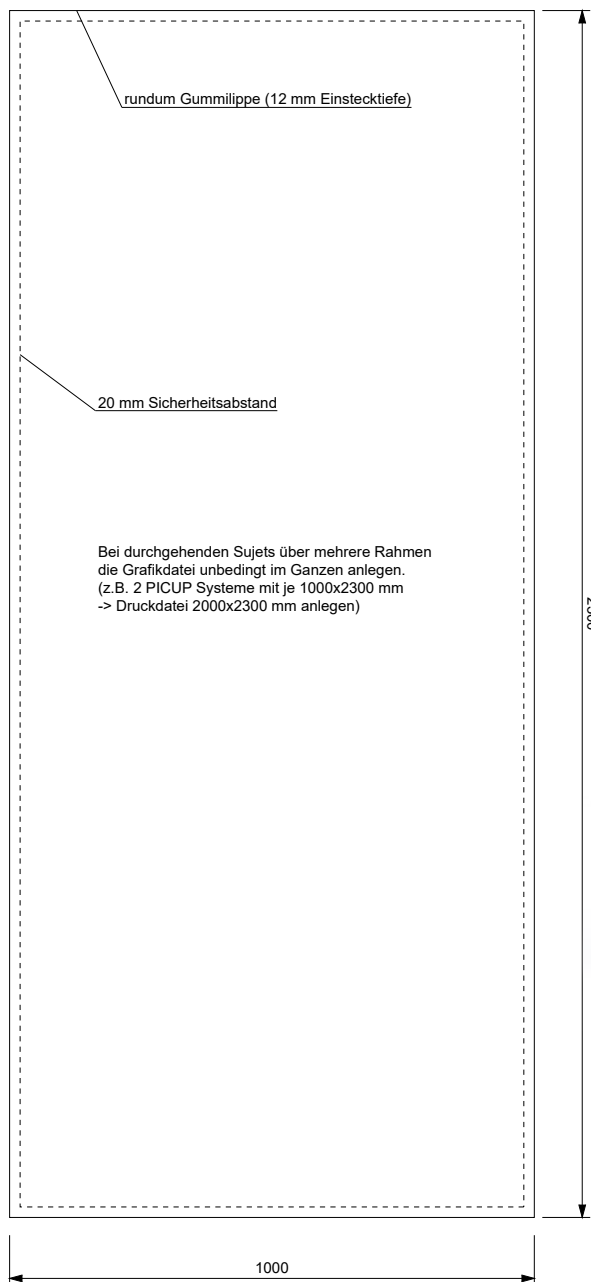 rundum Gummilippe (12 mm Einstecktiefe)
20 mm Sicherheitsabstand
Bei durchgehenden Sujets über mehrere Rahmen
die Grafikdatei unbedingt im Ganzen anlegen.
(z.B. 2 PICUP Systeme mit je 1000x2300 mm
-> Druckdatei 2000x2300 mm anlegen)
1000